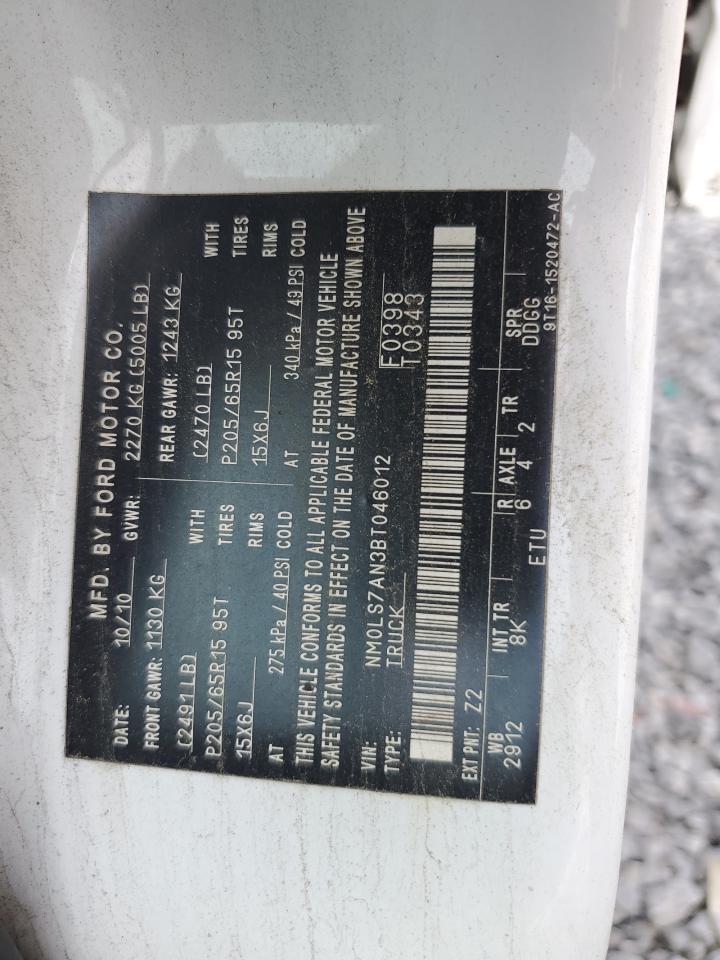 MFD. BY FORD MOTOR CO.
DATE: 10/10 GVWR: 2270 KG (5005 LB)
FRONT GAWR: 1130 KG REAR GAWR: 1243 KG
(2491LB) WITH (2470 LB) WITH
P205/65R15 95T TIRES P205/65R15 95T TIRES
15X6J RIMS 15X6J RIMS
AT 275 kPa / 40 PSI COLD AT 340 kPa / 49 PSI COLD
THIS VEHICLE CONFORMS TO ALL APPLICABLE FEDERAL MOTOR VEHICLE
SAFETY STANDARDS IN EFFECT ON THE DATE OF MANUFACTURE SHOWN ABOVE
VIN: NM0LS7AN3BT046012 F0398
TYPE: TRUCK T0343
EXT PNT: Z2
WB INT TR R AXLE TR SPR
2912 8K 6 4 2 DDGG
ETU 9T16-1520472-AC